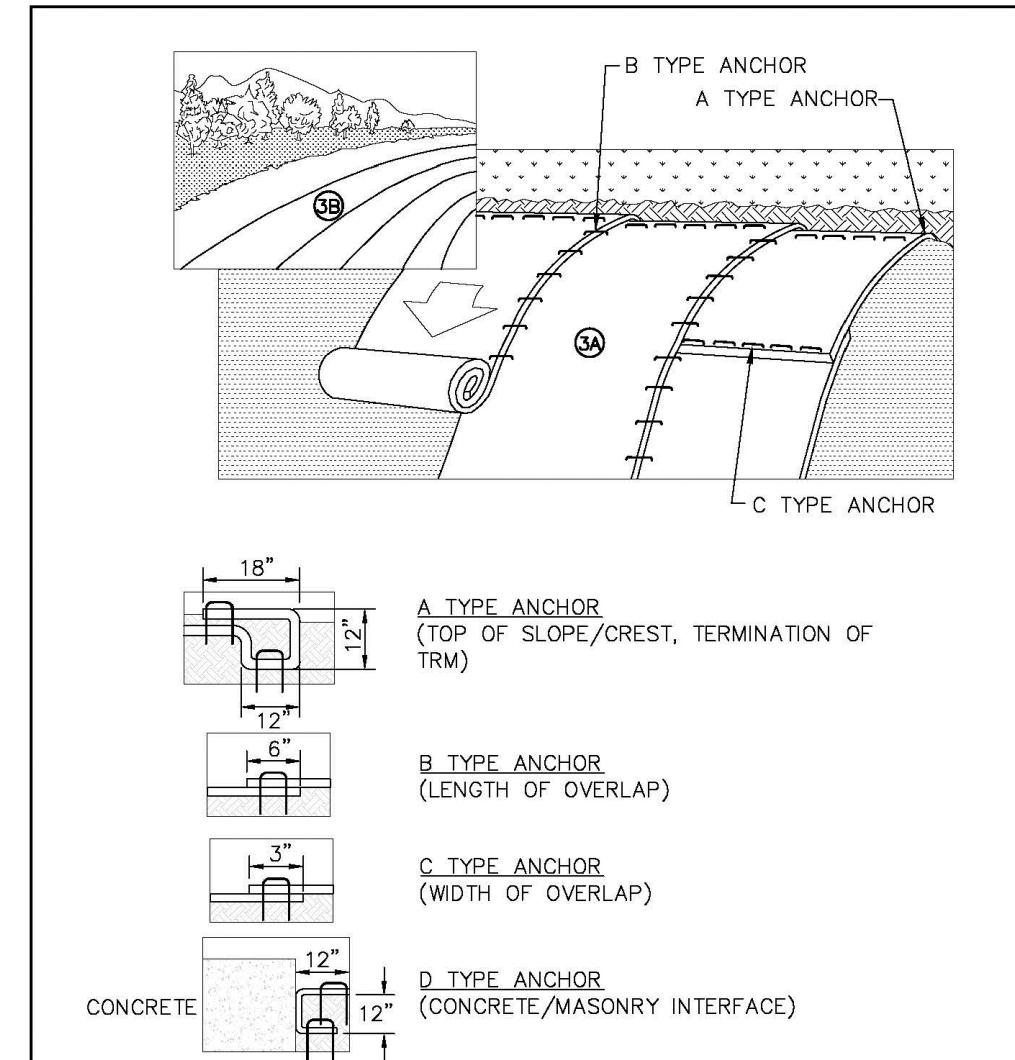 B TYPE ANCHOR
A TYPE ANCHOR
3B
3A
C TYPE ANCHOR
18"
12"
12"
A TYPE ANCHOR
(TOP OF SLOPE/CREST, TERMINATION OF
TRM)
6"
B TYPE ANCHOR
(LENGTH OF OVERLAP)
3"
C TYPE ANCHOR
(WIDTH OF OVERLAP)
CONCRETE
12"
12"
D TYPE ANCHOR
(CONCRETE/MASONRY INTERFACE)